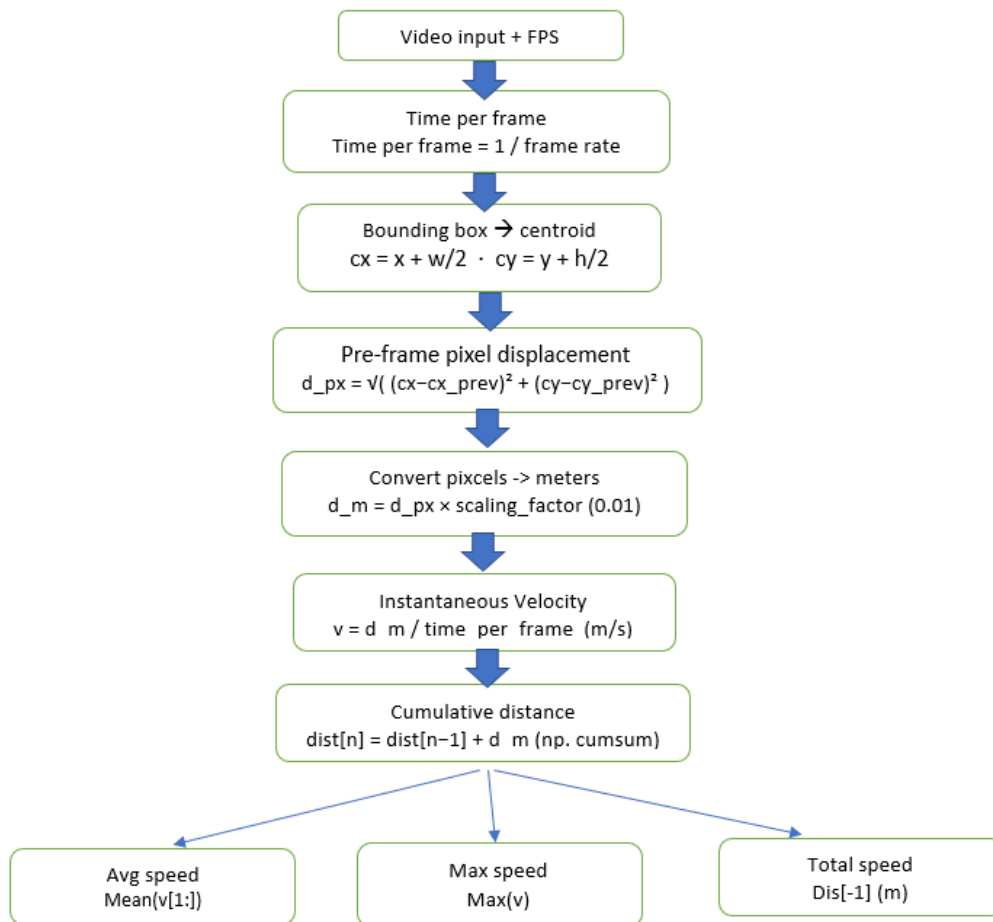 Video input + FPS
Time per frame
Time per frame = 1 / frame rate
Bounding box → centroid
cx = x + w/2 · cy = y + h/2
Pre-frame pixel displacement
d_px = √( (cx−cx_prev)² + (cy−cy_prev)² )
Convert pixcels -> meters
d_m = d_px × scaling_factor (0.01)
Instantaneous Velocity
v = d m / time per frame (m/s)
Cumulative distance
dist[n] = dist[n−1] + d m (np. cumsum)
Avg speed
Mean(v[1:])
Max speed
Max(v)
Total speed
Dis[-1] (m)